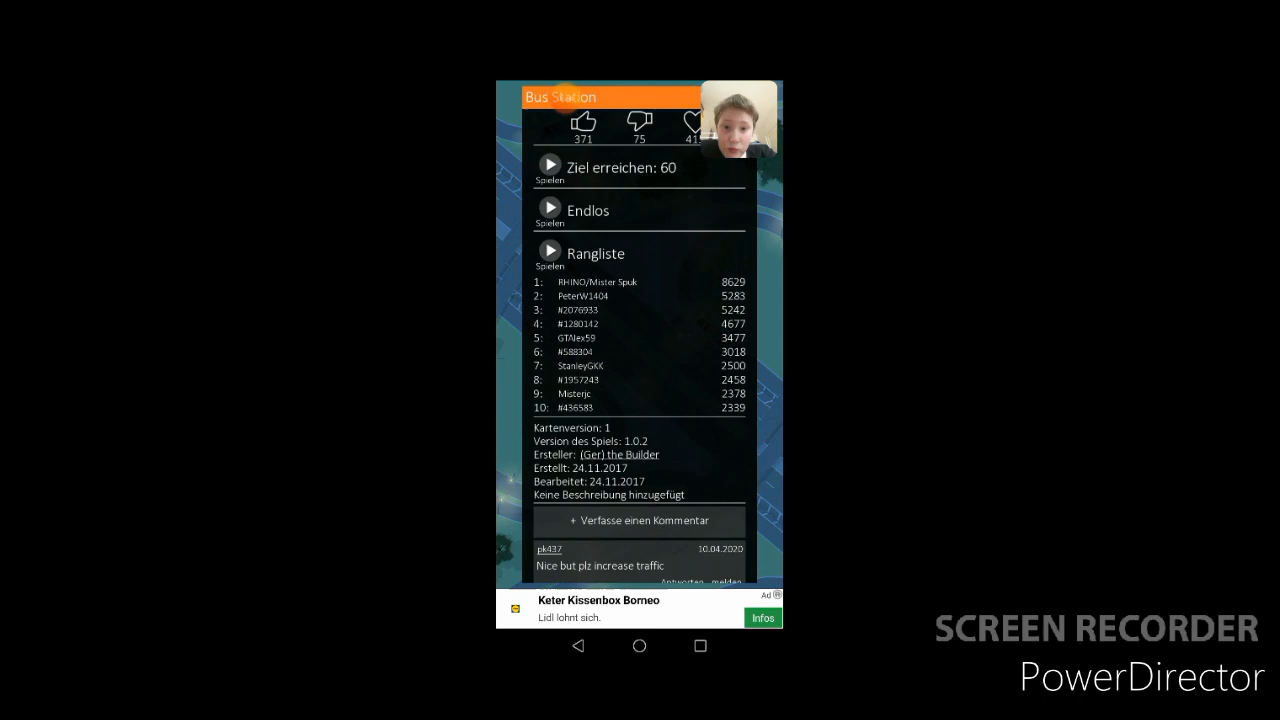 Bus Station
371 75
Spielen Ziel erreichen: 60
Spielen Endlos
Spielen Rangliste
1: RHINO/Mister Spuk 8629
2: PeterW1404 5283
3: #2076933 5242
4: #1280142 4677
5: GTAlex59 3477
6: #588304 3018
7: StanleyGKK 2500
8: #1957243 2458
9: Misterjc 2378
10: #436583 2339
Kartenversion: 1
Version des Spiels: 1.0.2
Ersteller: (Ger) the Builder
Erstellt: 24.11.2017
Bearbeitet: 24.11.2017
Keine Beschreibung hinzugefügt
+ Verfasse einen Kommentar
pk437 10.04.2020
Nice but plz increase traffic
Antworten melden
Ad
Keter Kissenbox Borneo
Lidl lohnt sich.
Infos
SCREEN RECORDER
PowerDirector